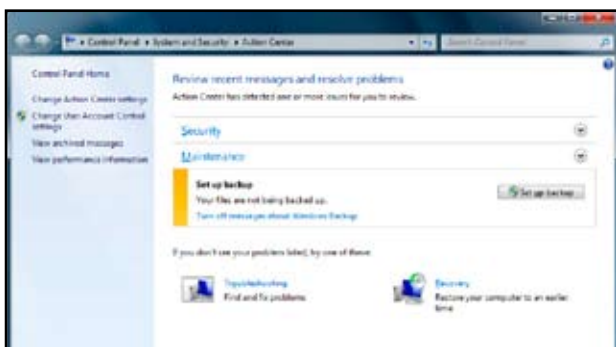 Control Panel ▸ System and Security ▸ Action Center
Search Control Panel
Control Panel Home
Change Action Center settings
Change User Account Control
settings
View archived messages
View performance information
Review recent messages and resolve problems
Action Center has detected one or more issues for you to review.
Security
Maintenance
Set up backup
Your files are not being backed up.
Set up backup
Turn off messages about Windows Backup
If you don't see your problem listed, try one of these:
Troubleshooting
Find and fix problems
Recovery
Restore your computer to an earlier
time